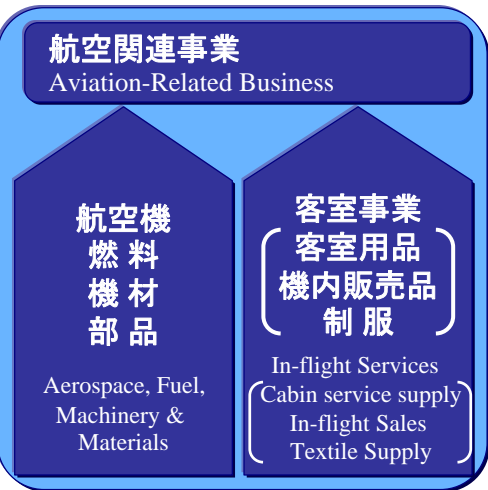 航空関連事業
Aviation-Related Business
航空機
燃 料
機 材
部 品
Aerospace, Fuel,
Machinery &
Materials
客室事業
客室用品
機内販売品
制 服
In-flight Services
Cabin service supply
In-flight Sales
Textile Supply